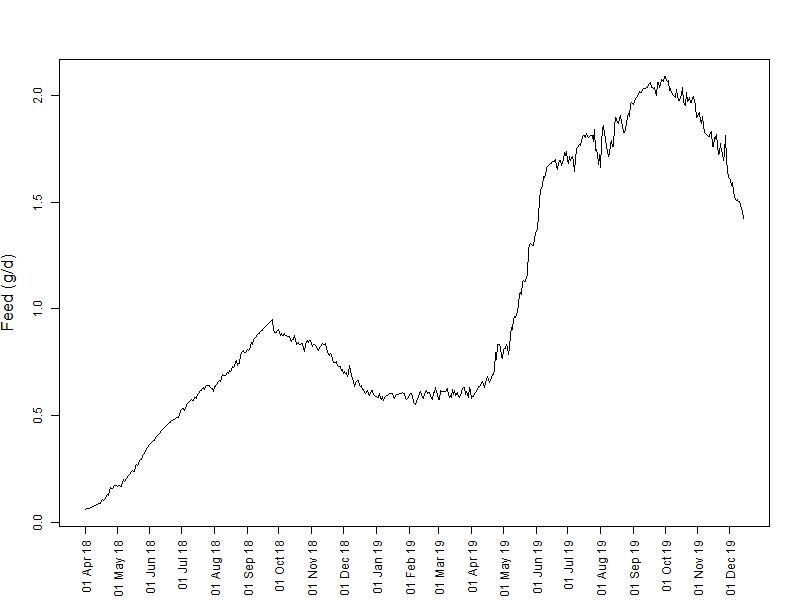 Feed (g/d)
2.0
1.5
1.0
0.5
0.0
01 Apr 18
01 May 18
01 Jun 18
01 Jul 18
01 Aug 18
01 Sep 18
01 Oct 18
01 Nov 18
01 Dec 18
01 Jan 19
01 Feb 19
01 Mar 19
01 Apr 19
01 May 19
01 Jun 19
01 Jul 19
01 Aug 19
01 Sep 19
01 Oct 19
01 Nov 19
01 Dec 19